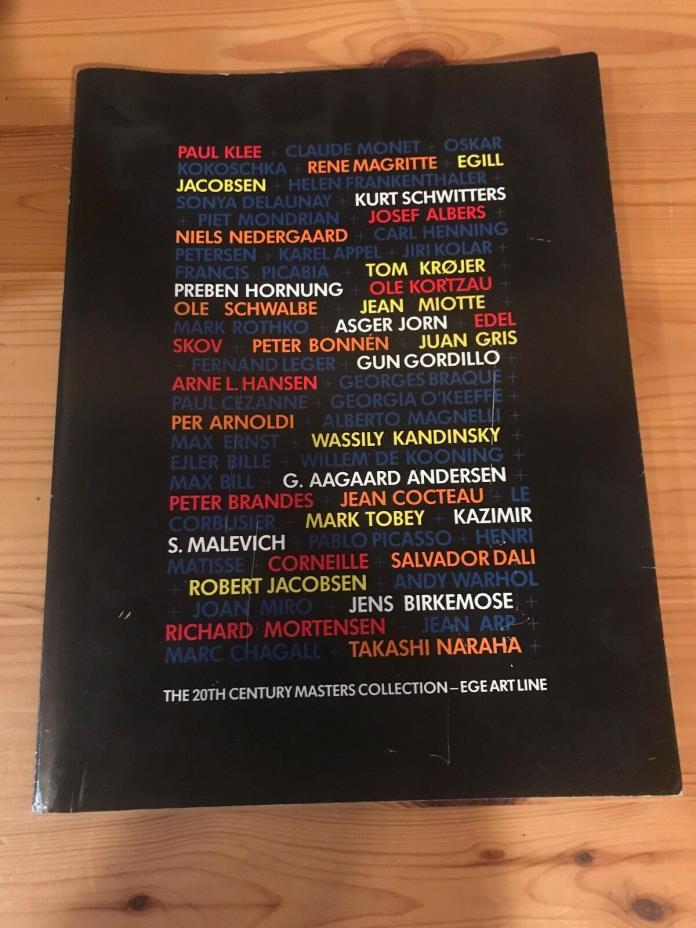 PAUL KLEE + CLAUDE MONET + OSKAR
KOKOSCHKA + RENE MAGRITTE + EGILL
JACOBSEN + HELEN FRANKENTHALER +
SONYA DELAUNAY + KURT SCHWITTERS
+ PIET MONDRIAN + JOSEF ALBERS +
NIELS NEDERGAARD + CARL HENNING
PETERSEN + KAREL APPEL + JIRI KOLAR +
FRANCIS PICABIA + TOM KRØJER +
PREBEN HORNUNG + OLE KORTZAU +
OLE SCHWALBE + JEAN MIOTTE +
MARK ROTHKO + ASGER JORN + EDEL
SKOV + PETER BONNÉN + JUAN GRIS
+ FERNAND LEGER + GUN GORDILLO +
ARNE L. HANSEN + GEORGES BRAQUE +
PAUL CEZANNE + GEORGIA O'KEEFFE +
PER ARNOLDI + ALBERTO MAGNELLI +
MAX ERNST + WASSILY KANDINSKY +
EJLER BILLE + WILLEM DE KOONING +
MAX BILL + G. AAGAARD ANDERSEN +
PETER BRANDES + JEAN COCTEAU + LE
CORBUSIER + MARK TOBEY + KAZIMIR
S. MALEVICH + PABLO PICASSO + HENRI
MATISSE + CORNEILLE + SALVADOR DALI
+ ROBERT JACOBSEN + ANDY WARHOL
+ JOAN MIRO + JENS BIRKEMOSE +
RICHARD MORTENSEN + JEAN ARP +
MARC CHAGALL + TAKASHI NARAHA +
THE 20TH CENTURY MASTERS COLLECTION – EGE ART LINE